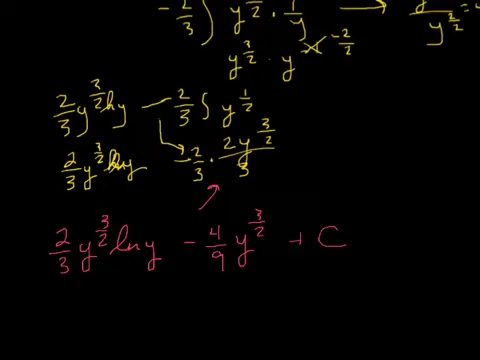 - 2/3 ∫ y^{3/2} · 1/y →
y^{3/2} · y^{-2/2}
y^{2/2}
2/3 y^{3/2} ln y - 2/3 ∫ y^{1/2}
2/3 y^{3/2} ln y - 2/3 · 2y^{3/2}/3
2/3 y^{3/2} ln y - 4/9 y^{3/2} + C